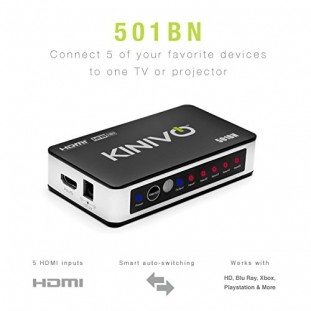 501BN
Connect 5 of your favorite devices
to one TV or projector
HDMI
KINIVO
501BN
5 HDMI inputs
HDMI
Smart auto-switching
Works with
HD, Blu Ray, Xbox,
Playstation & More